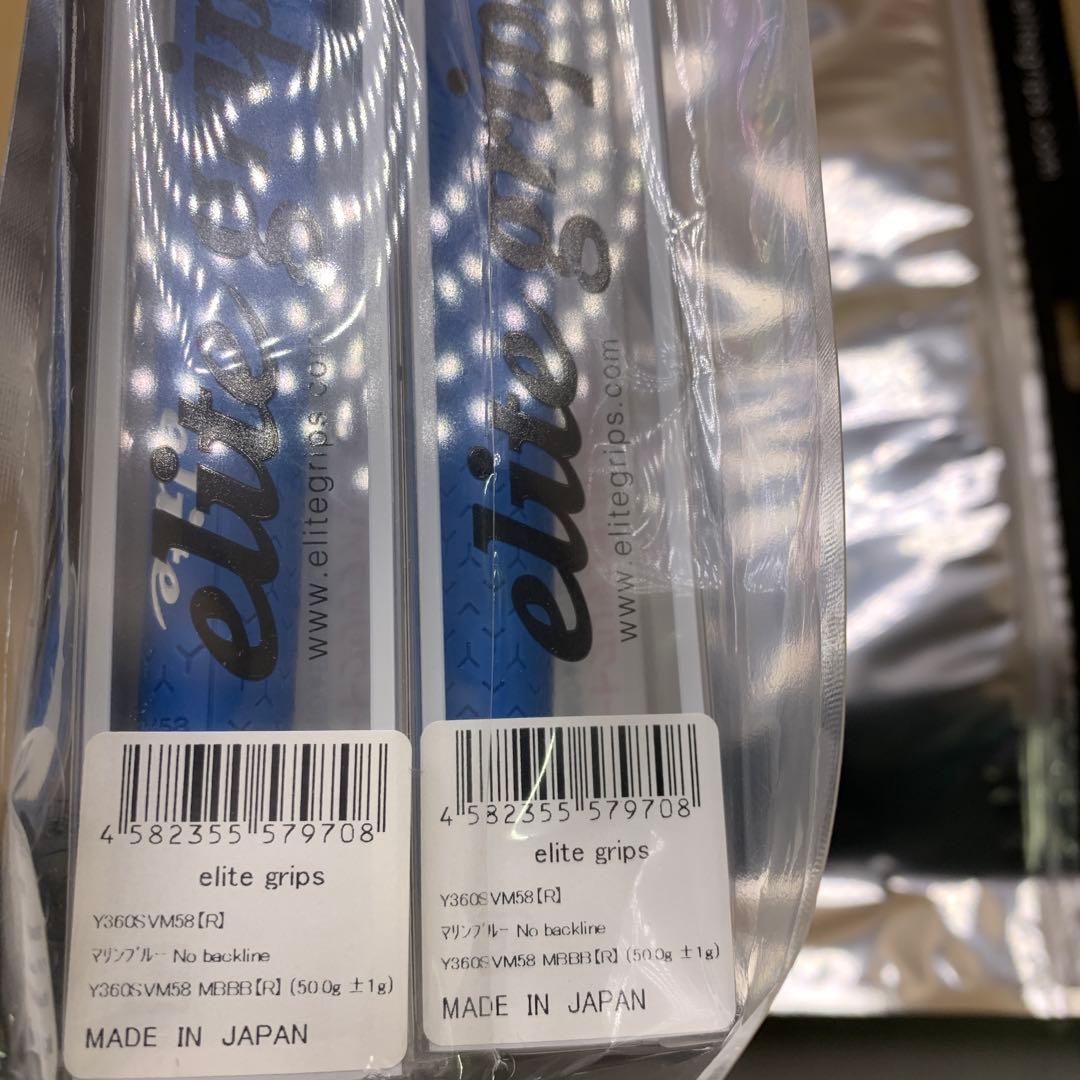 elite grips
www.elitegrips.com
elite grips
www.elitegrips.com
4 582355 579708
elite grips
Y360SVM58【R】
マリンブルー No backline
Y360SVM58 MBBB【R】 (50.0g ±1g)
MADE IN JAPAN
4 582355 579708
elite grips
Y360SVM58【R】
マリンブルー No backline
Y360SVM58 MBBB【R】 (50.0g ±1g)
MADE IN JAPAN